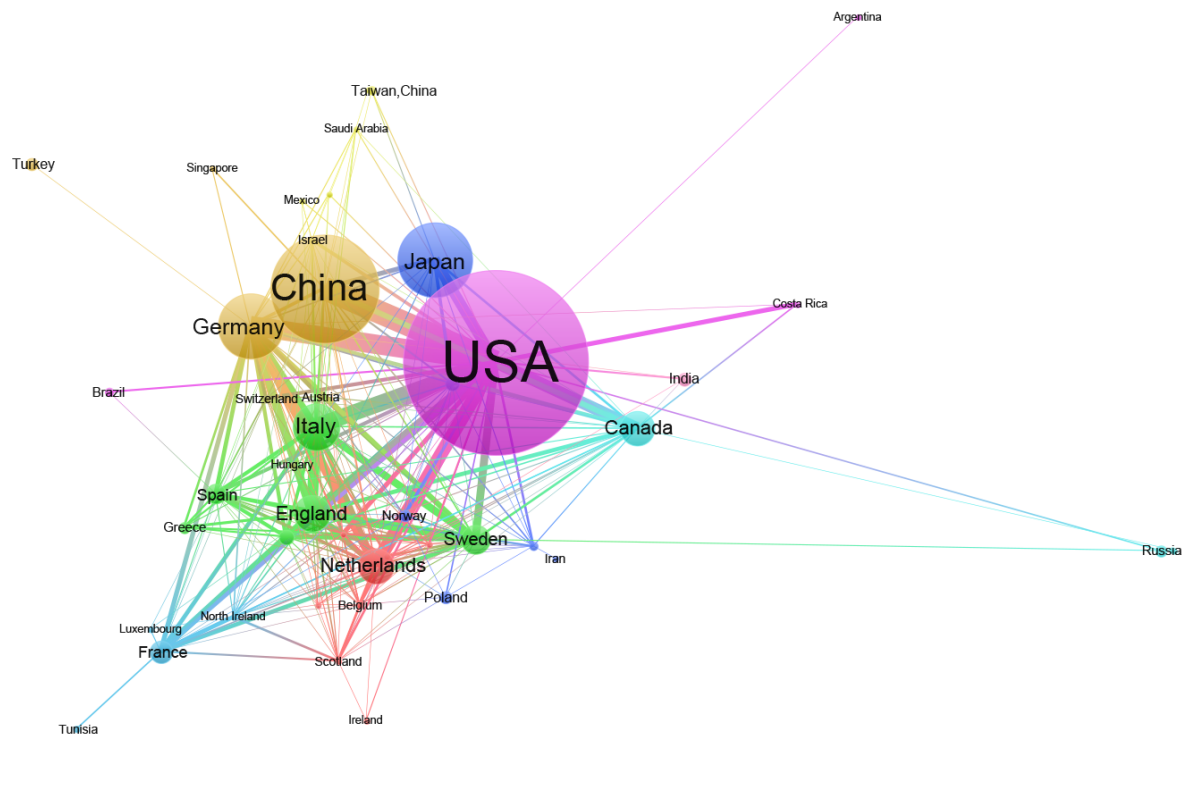 Argentina
Taiwan,China
Saudi Arabia
Turkey
Singapore
Mexico
Israel
Japan
China
Costa Rica
Germany
USA
India
Brazil
Switzerland
Austria
Italy
Canada
Hungary
Spain
England
Norway
Greece
Sweden
Russia
Iran
Netherlands
Poland
Belgium
North Ireland
Luxembourg
France
Scotland
Ireland
Tunisia